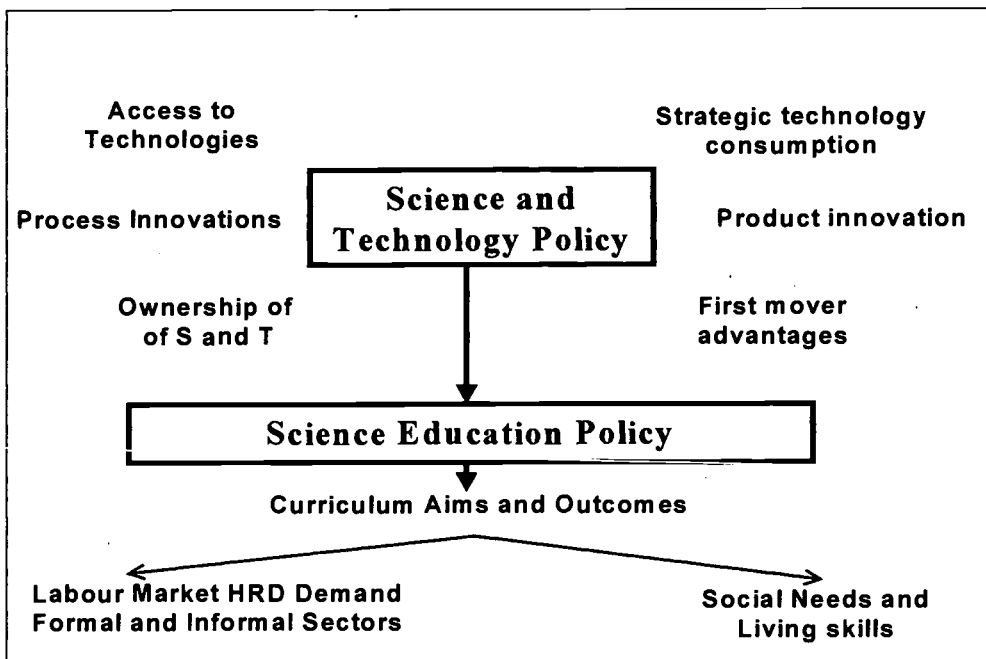 Access to
Technologies
Strategic technology
consumption
Science and
Technology Policy
Process Innovations
Product innovation
Ownership of
of S and T
First mover
advantages
Science Education Policy
Curriculum Aims and Outcomes
Labour Market HRD Demand
Formal and Informal Sectors
Social Needs and
Living skills